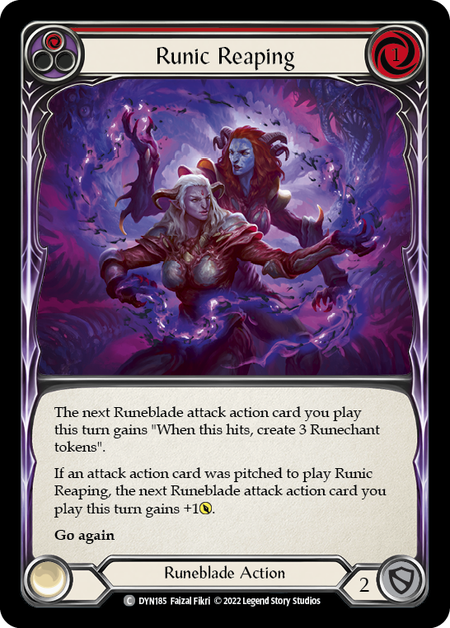 Runic Reaping
1
The next Runeblade attack action card you play
this turn gains "When this hits, create 3 Runechant
tokens".
If an attack action card was pitched to play Runic
Reaping, the next Runeblade attack action card you
play this turn gains +1.
Go again
Runeblade Action
2
C DYN185 Faizal Fikri © 2022 Legend Story Studios